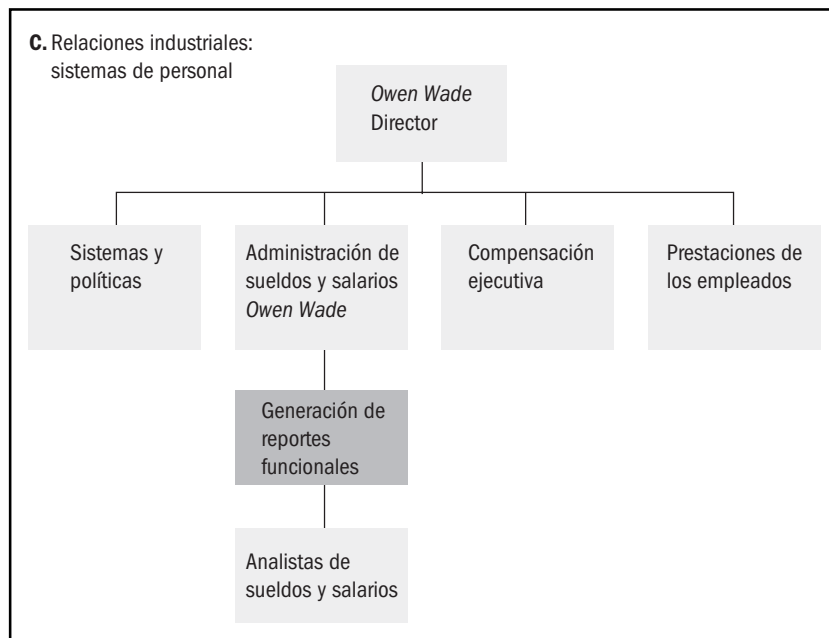 C. Relaciones industriales:
sistemas de personal
Owen Wade
Director
Sistemas y
políticas
Administración de
sueldos y salarios
Owen Wade
Compensación
ejecutiva
Prestaciones de
los empleados
Generación de
reportes
funcionales
Analistas de
sueldos y salarios